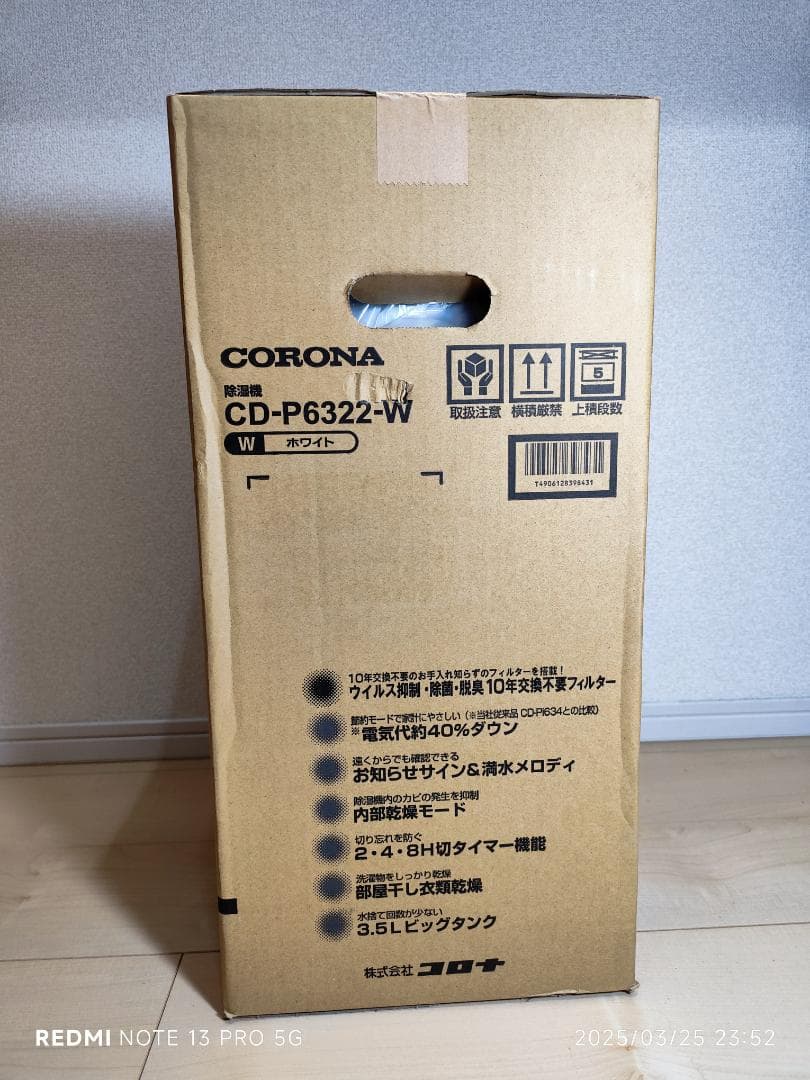 CORONA
除湿機
CD-P6322-W
W ホワイト
5
取扱注意 横積厳禁 上積段数
T4906128398431
10年交換不要のお手入れ知らずのフィルターを搭載!
ウイルス抑制・除菌・脱臭10年交換不要フィルター
節約モードで家計にやさしい(※当社従来品 CD-Pi634との比較)
※電気代約40%ダウン
遠くからでも確認できる
お知らせサイン&満水メロディ
除湿機内のカビの発生を抑制
内部乾燥モード
切り忘れを防ぐ
2・4・8H切タイマー機能
洗濯物をしっかり乾燥
部屋干し衣類乾燥
水捨て回数が少ない
3.5Lビッグタンク
株式会社 コロナ
REDMI NOTE 13 PRO 5G
2025/03/25 23:52